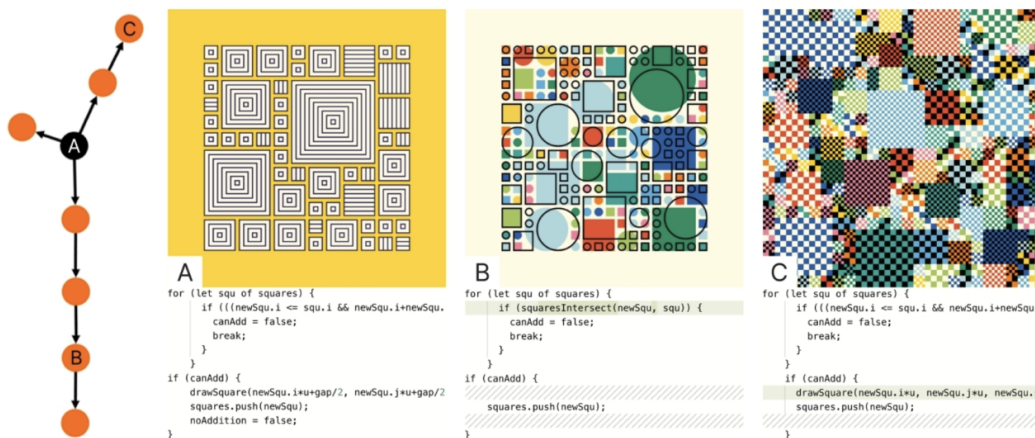 C
A
B
A
for (let squ of squares) {
if (((newSqu.i <= squ.i && newSqu.i+newSqu.
canAdd = false;
break;
}
}
if (canAdd) {
drawSquare(newSqu.i*u+gap/2, newSqu.j*u+gap/2
squares.push(newSqu);
noAddition = false;
}
B
for (let squ of squares) {
if (squaresIntersect(newSqu, squ)) {
canAdd = false;
break;
}
}
if (canAdd) {
squares.push(newSqu);
}
C
for (let squ of squares) {
if (((newSqu.i <= squ.i && newSqu.i+newSqu
canAdd = false;
break;
}
}
if (canAdd) {
drawSquare(newSqu.i*u, newSqu.j*u, newSqu.
squares.push(newSqu);
}